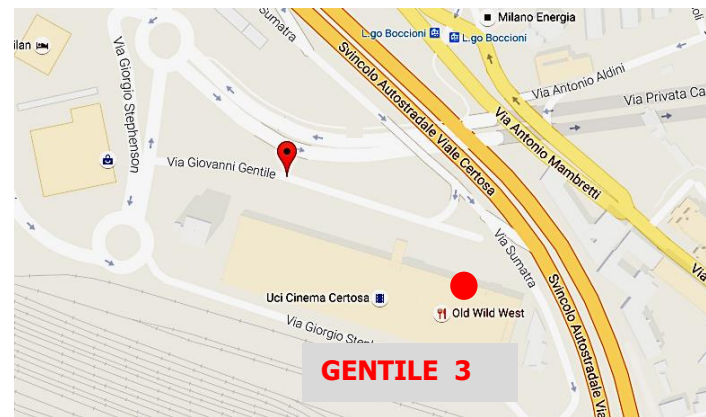 Milano Energia
L.go Boccioni
L.go Boccioni
ilan
Sumatra
Via Giorgio Stephenson
Svincolo Autostradale Viale Certosa
Via Antonio Aldini
Via Privata Ca
Via Antonio Mambretti
Via Giovanni Gentile
Via Sumatra
Via
Uci Cinema Certosa
Old Wild West
Svincolo Autostradale Via
Via Giorgio Ste
GENTILE 3